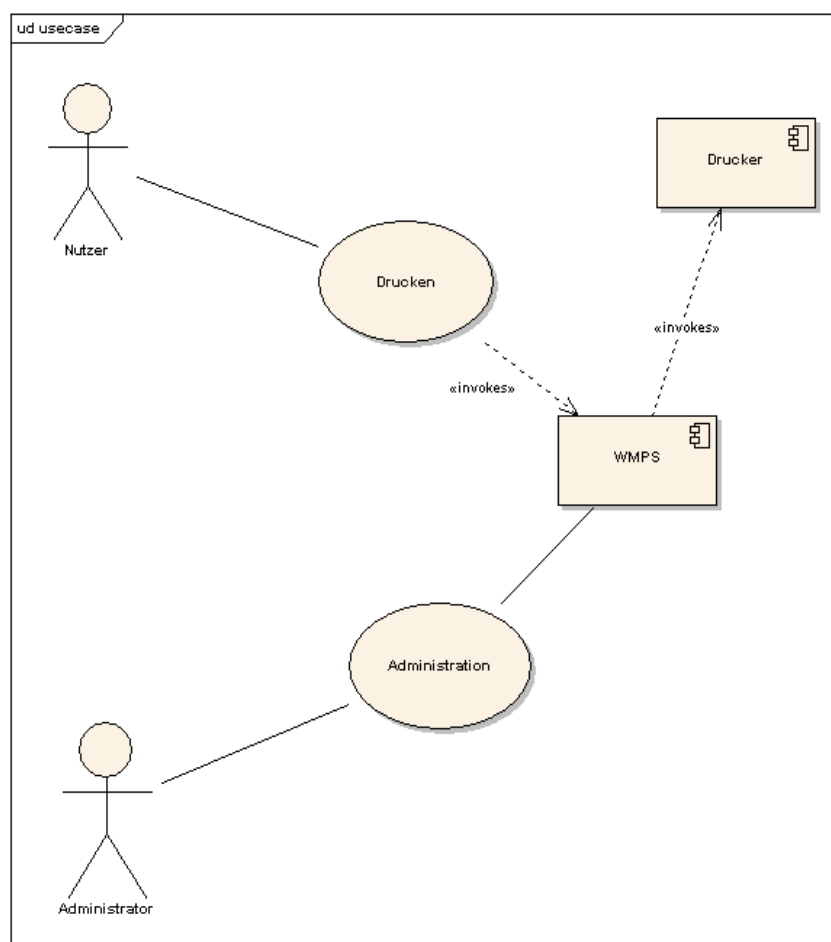 ud usecase
Nutzer
Drucker
Drucken
«invokes»
«invokes»
WMPS
Administration
Administrator